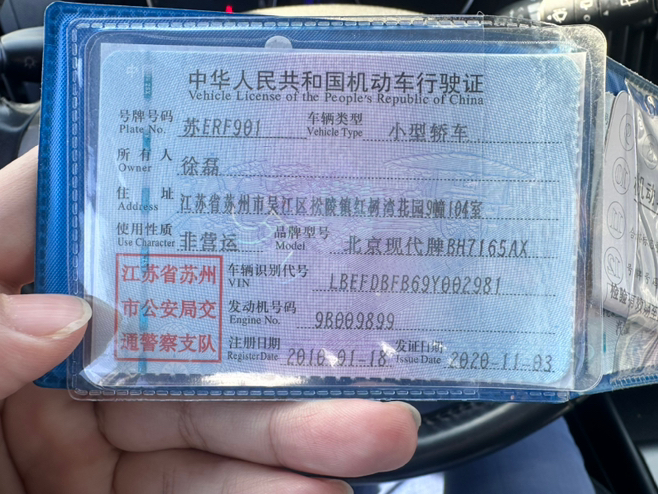 中华人民共和国机动车行驶证
Vehicle License of the People's Republic of China
号牌号码 苏ERF901 车辆类型 小型轿车
Plate No. Vehicle Type
所有人 徐磊
Owner
住址 江苏省苏州市吴江区松陵镇红树湾花园9幢104室
Address
使用性质 非营运 品牌型号 北京现代牌BH7165AX
Use Character Model
江苏省苏州
市公安局交
通警察支队
车辆识别代号 LBEFDBFB69Y002981
VIN
发动机号码 9B009899
Engine No.
注册日期 2010-01-18 发证日期 2020-11-03
Register Date Issue Date